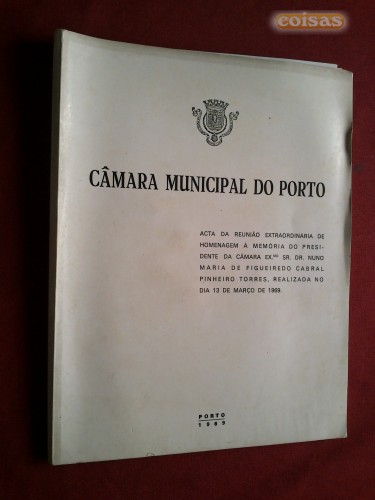 coisas
CÂMARA MUNICIPAL DO PORTO
ACTA DA REUNIÃO EXTRAORDINÁRIA DE
HOMENAGEM À MEMÓRIA DO PRESI-
DENTE DA CÂMARA EX.MO SR. DR. NUNO
MARIA DE FIGUEIREDO CABRAL
PINHEIRO TORRES, REALIZADA NO
DIA 13 DE MARÇO DE 1969.
PORTO
1969